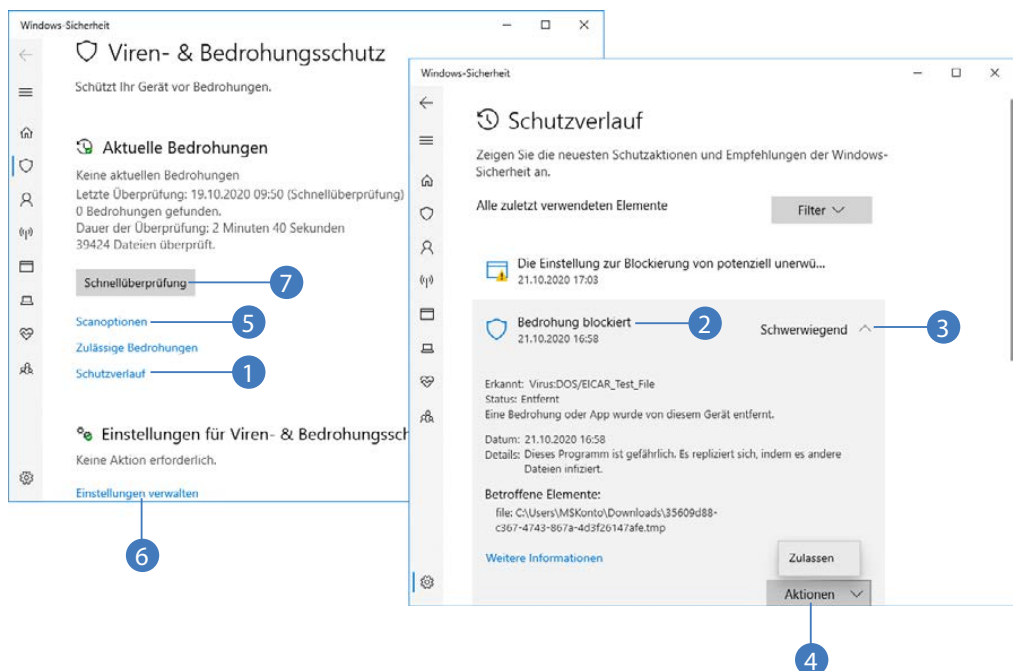 Windows-Sicherheit
Viren- & Bedrohungsschutz
Schützt Ihr Gerät vor Bedrohungen.
Aktuelle Bedrohungen
Keine aktuellen Bedrohungen
Letzte Überprüfung: 19.10.2020 09:50 (Schnellüberprüfung)
0 Bedrohungen gefunden.
Dauer der Überprüfung: 2 Minuten 40 Sekunden
39424 Dateien überprüft.
Schnellüberprüfung 7
Scanoptionen 5
Zulässige Bedrohungen
Schutzverlauf 1
Einstellungen für Viren- & Bedrohungssch
Keine Aktion erforderlich.
Einstellungen verwalten
6
Windows-Sicherheit
Schutzverlauf
Zeigen Sie die neuesten Schutzaktionen und Empfehlungen der Windows-
Sicherheit an.
Alle zuletzt verwendeten Elemente Filter
Die Einstellung zur Blockierung von potenziell unerwü...
21.10.2020 17:03
Bedrohung blockiert 2 Schwerwiegend 3
21.10.2020 16:58
Erkannt: Virus:DOS/EICAR_Test_File
Status: Entfernt
Eine Bedrohung oder App wurde von diesem Gerät entfernt.
Datum: 21.10.2020 16:58
Details: Dieses Programm ist gefährlich. Es repliziert sich, indem es andere
Dateien infiziert.
Betroffene Elemente:
file: C:\Users\MSKonto\Downloads\35609d88-
c367-4743-867a-4d3f26147afe.tmp
Weitere Informationen Zulassen
Aktionen
4